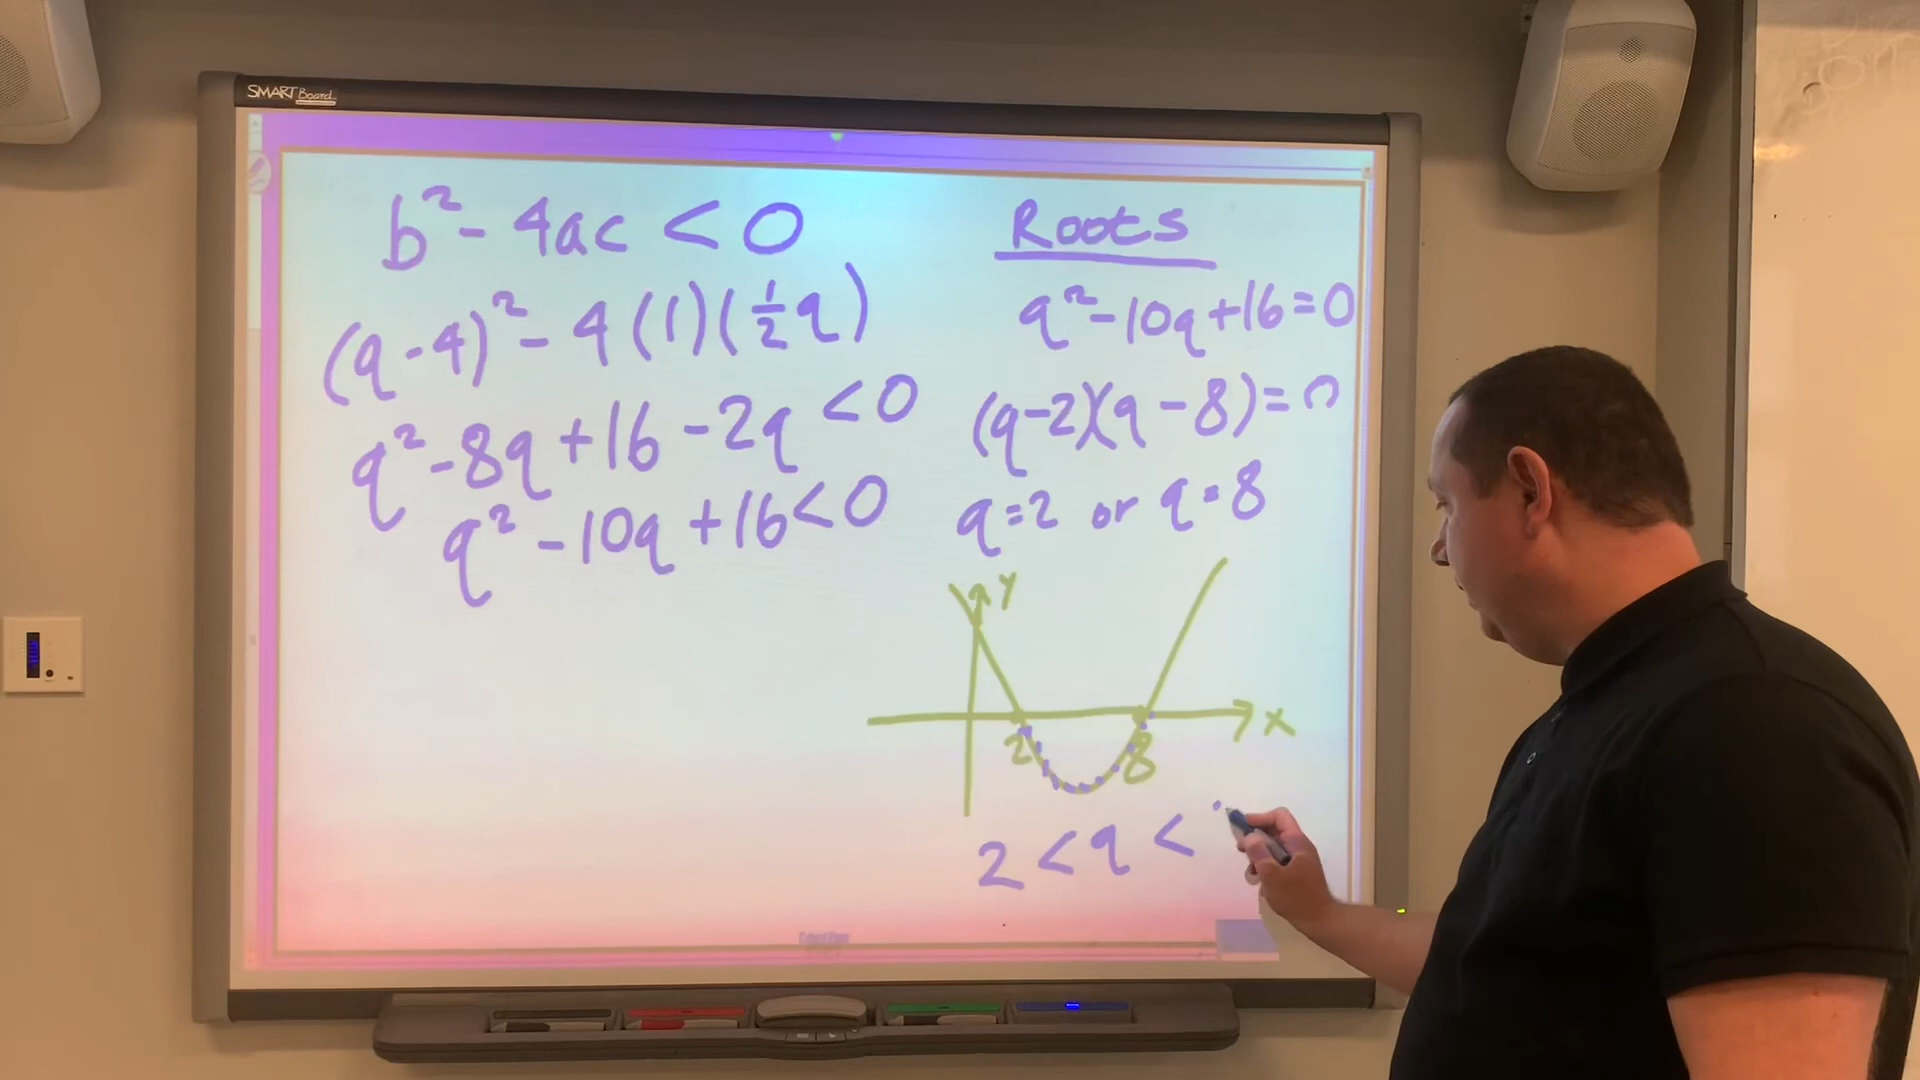 SMART Board
b² - 4ac < 0
(q - 4)² - 4(1)(½q)
q² - 8q + 16 - 2q < 0
q² - 10q + 16 < 0
Roots
q² - 10q + 16 = 0
(q - 2)(q - 8) = 0
q = 2 or q = 8
y
x
2
8
2 < q <